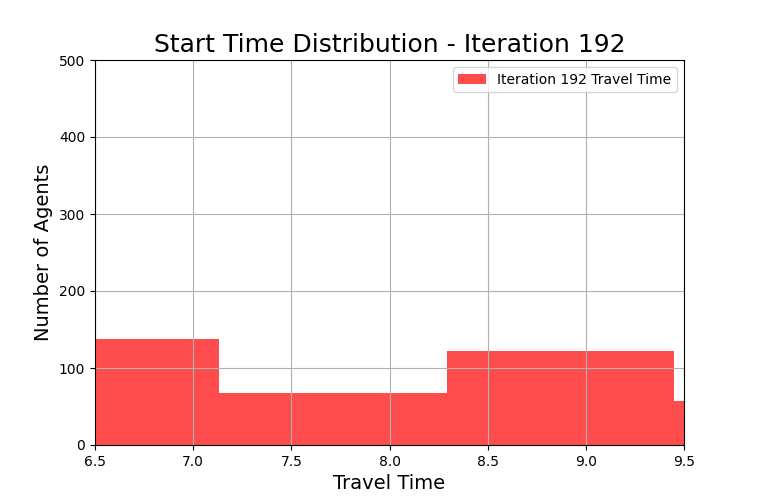 Start Time Distribution - Iteration 192
Iteration 192 Travel Time
Number of Agents
500
400
300
200
100
0
6.5 7.0 7.5 8.0 8.5 9.0 9.5
Travel Time